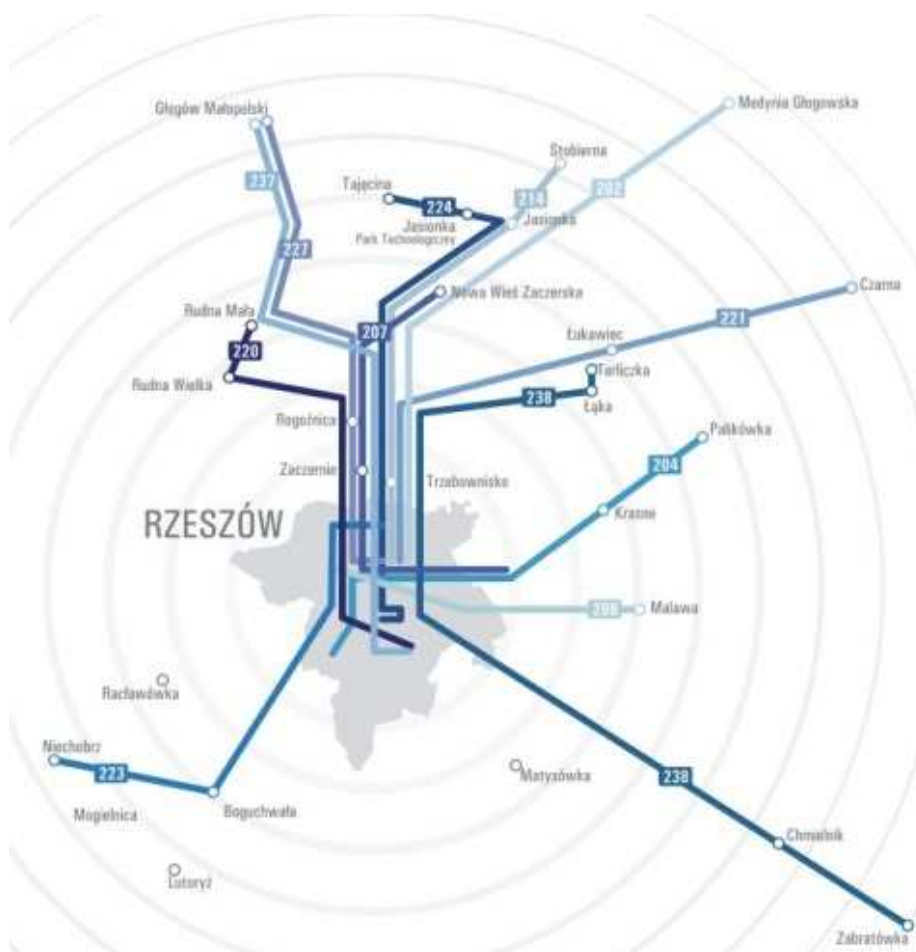 Głogów Małopolski
Medynia Głogowska
Stobierna
237
Tajęcina
202
214
224
Jasionka
Park Technologiczny
Jasionka
227
Czarna
Nowa Wieś Zaczerska
Rudna Mała
221
207
Łukawiec
220
Terliczka
Rudna Wielka
238
Łąka
Rogoźnica
Palikówka
Zaczernie
204
Trzebownisko
RZESZÓW
Krasne
Malawa
Racławówka
Niechobrz
223
Matysówka
238
Mogielnica
Boguchwała
Chmielnik
Lutoryż
Zabratówka